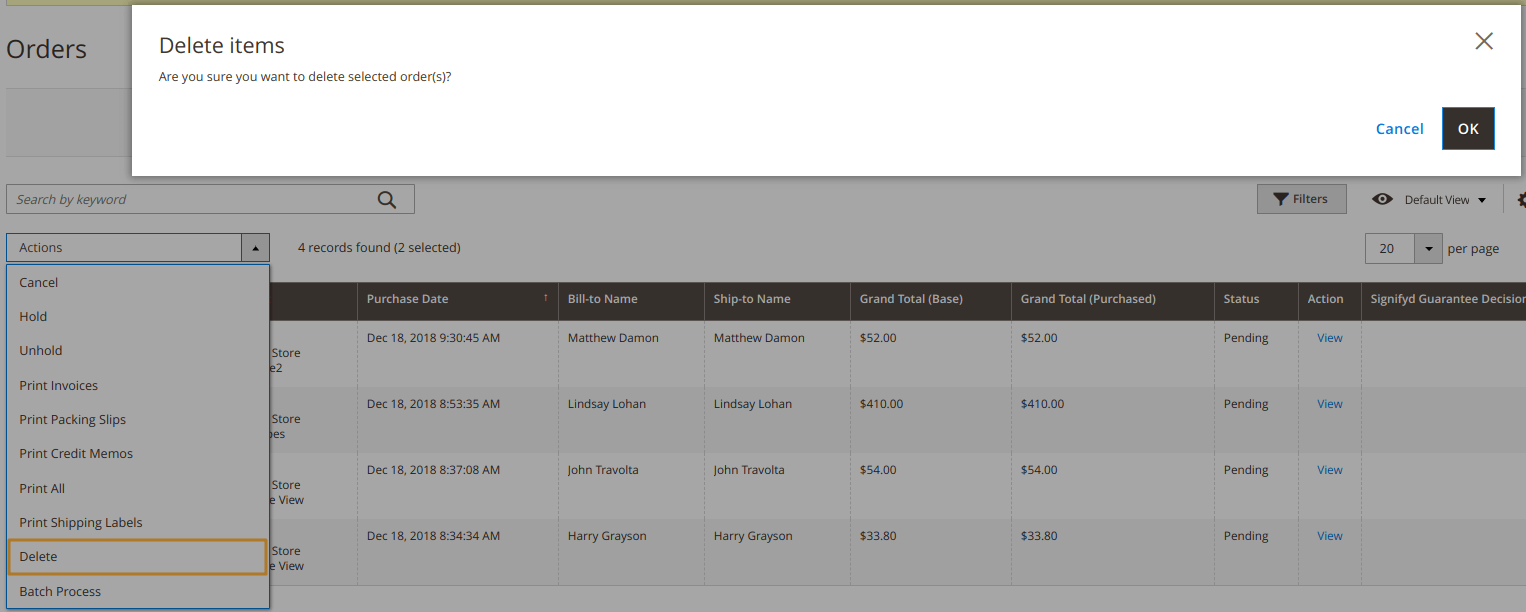 Orders
Delete items
Are you sure you want to delete selected order(s)?
Cancel
OK
Search by keyword
Filters
Default View
Actions
4 records found (2 selected)
20
per page
Cancel
Hold
Unhold
Print Invoices
Print Packing Slips
Print Credit Memos
Print All
Print Shipping Labels
Delete
Batch Process
Purchase Date ↑ Bill-to Name Ship-to Name Grand Total (Base) Grand Total (Purchased) Status Action Signifyd Guarantee Decision
Dec 18, 2018 9:30:45 AM Matthew Damon Matthew Damon $52.00 $52.00 Pending View
Store
Dec 18, 2018 8:53:35 AM Lindsay Lohan Lindsay Lohan $410.00 $410.00 Pending View
Store
Dec 18, 2018 8:37:08 AM John Travolta John Travolta $54.00 $54.00 Pending View
Store
View
Dec 18, 2018 8:34:34 AM Harry Grayson Harry Grayson $33.80 $33.80 Pending View
Store
View